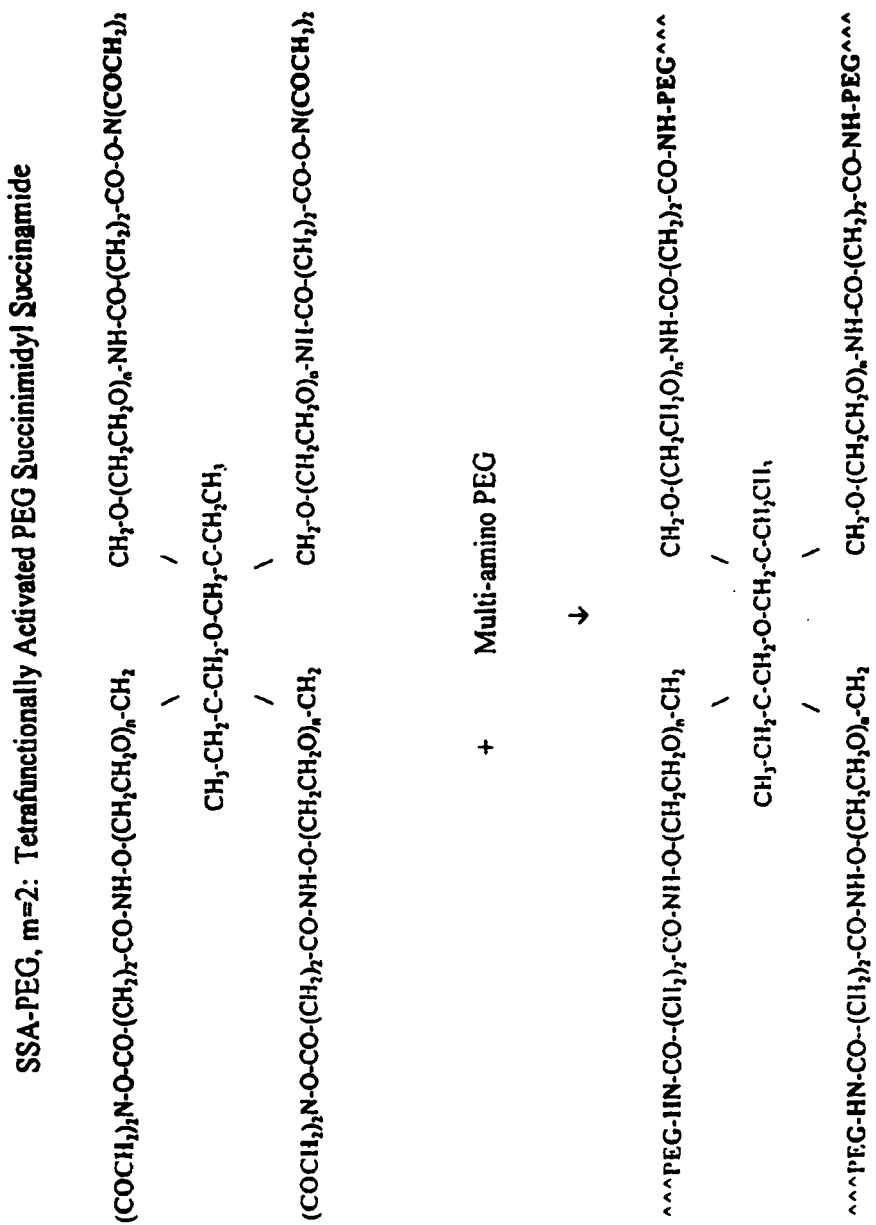 SSA-PEG, m=2: Tetrafunctionally Activated PEG Succinimidyl Succinamide
(COCH₂)₂N-O-CO-(CH₂)₂-CO-NH-O-(CH₂CH₂O)ₙ-CH₂ CH₂-O-(CH₂CH₂O)ₙ-NH-CO-(CH₂)₂-CO-O-N(COCH₂)₂
\ /
CH₃-CH₂-C-CH₂-O-CH₂-C-CH₂CH₃
/ \
(COCH₂)₂N-O-CO-(CH₂)₂-CO-NH-O-(CH₂CH₂O)ₙ-CH₂ CH₂-O-(CH₂CH₂O)ₙ-NH-CO-(CH₂)₂-CO-O-N(COCH₂)₂
+ Multi-amino PEG
↓
^^^PEG-HN-CO--(CH₂)₂-CO-NH-O-(CH₂CH₂O)ₙ-CH₂ CH₂-O-(CH₂CH₂O)ₙ-NH-CO-(CH₂)₂-CO-NH-PEG^^^
\ /
CH₃-CH₂-C-CH₂-O-CH₂-C-CH₂CH₃
/ \
^^^PEG-HN-CO--(CH₂)₂-CO-NH-O-(CH₂CH₂O)ₙ-CH₂ CH₂-O-(CH₂CH₂O)ₙ-NH-CO-(CH₂)₂-CO-NH-PEG^^^